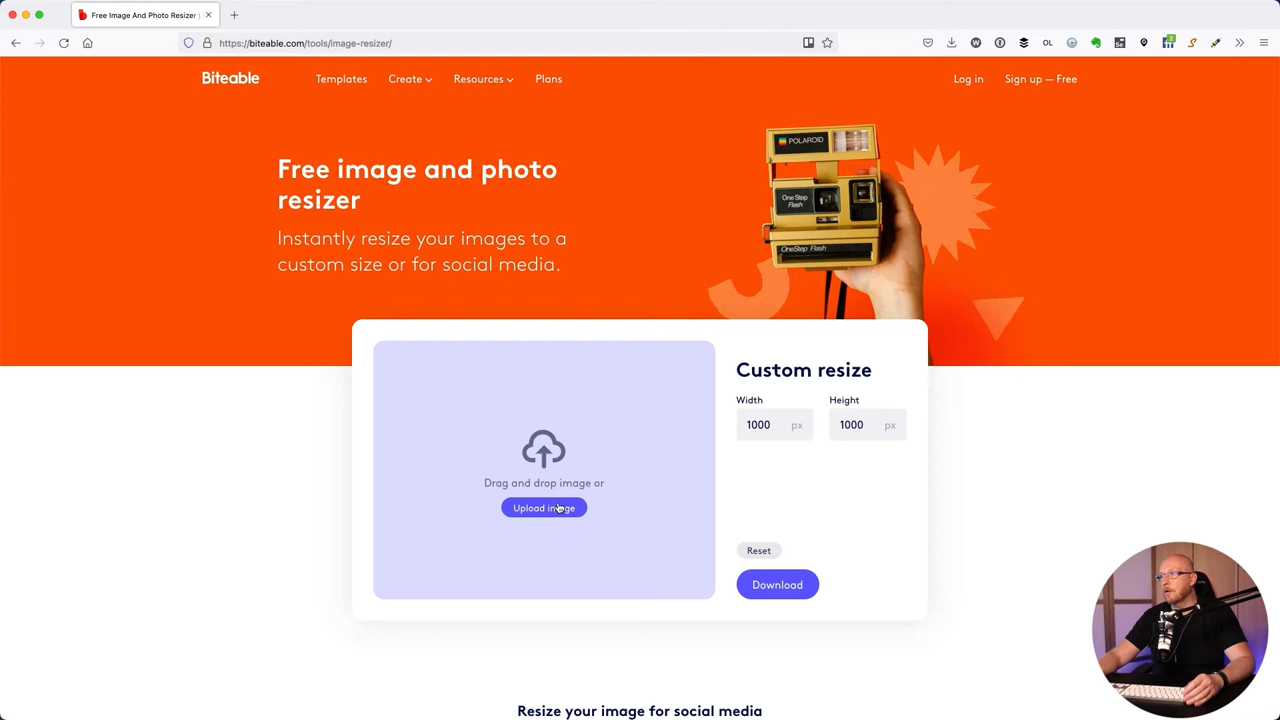 Free Image And Photo Resizer |
https://biteable.com/tools/image-resizer/
OL
2
Biteable
Templates
Create
Resources
Plans
Log in
Sign up — Free
Free image and photo
resizer
Instantly resize your images to a
custom size or for social media.
POLAROID
One Step
Flash
OneStep Flash
Custom resize
Width
Height
1000 px
1000 px
Drag and drop image or
Upload image
Reset
Download
Resize your image for social media